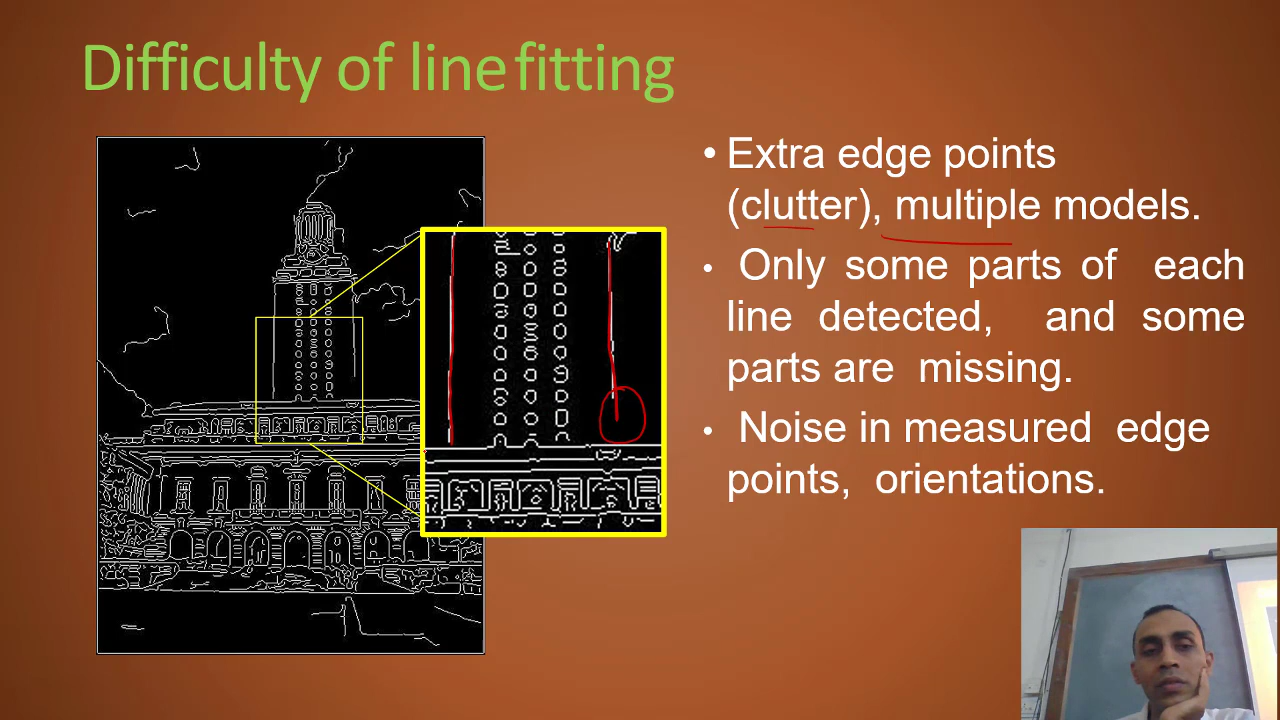 Difficulty of line fitting
• Extra edge points
(clutter), multiple models.
• Only some parts of each
line detected, and some
parts are missing.
• Noise in measured edge
points, orientations.